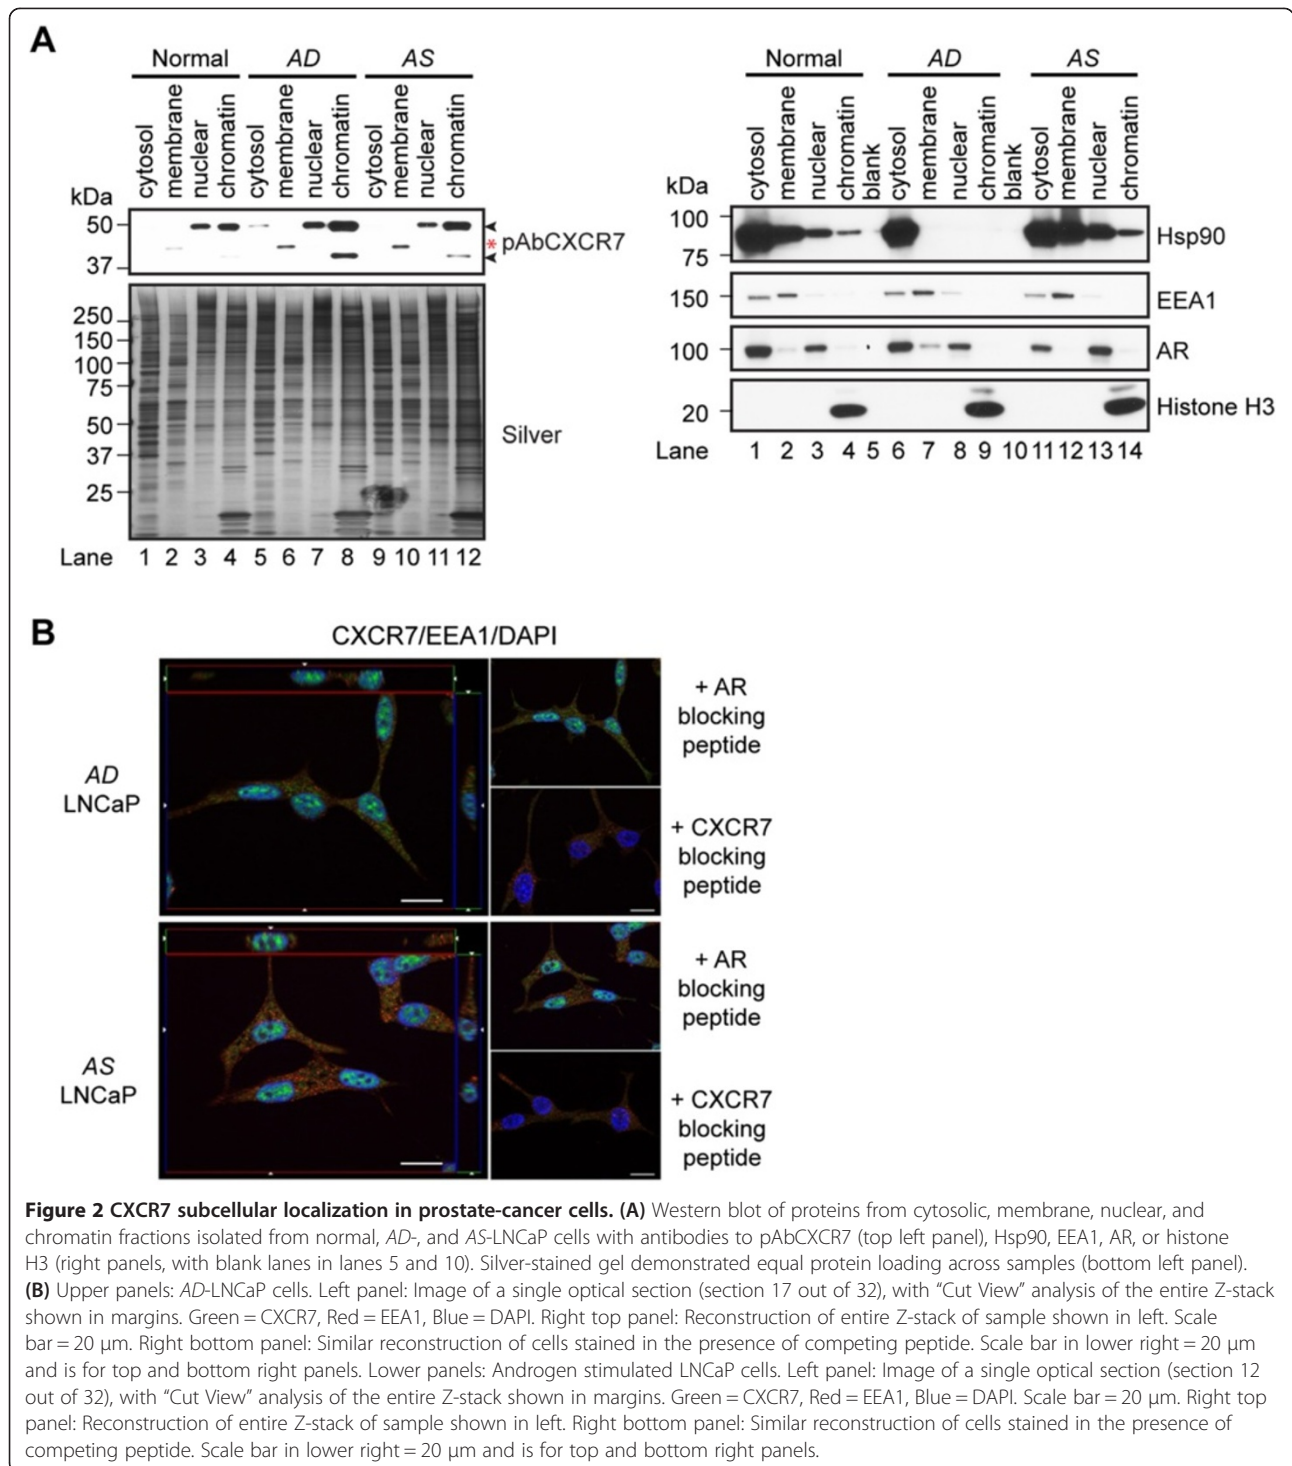 A
Normal AD AS
cytosol membrane nuclear chromatin cytosol membrane nuclear chromatin cytosol membrane nuclear chromatin
kDa
50
* pAbCXCR7
37
250
150
100
75
50
Silver
37
25
Lane 1 2 3 4 5 6 7 8 9 10 11 12
Normal AD AS
cytosol membrane nuclear chromatin blank cytosol membrane nuclear chromatin blank cytosol membrane nuclear chromatin
kDa
100
Hsp90
75
150 EEA1
100 AR
20 Histone H3
Lane 1 2 3 4 5 6 7 8 9 10 11 12 13 14
B
CXCR7/EEA1/DAPI
AD
LNCaP
+ AR
blocking
peptide
+ CXCR7
blocking
peptide
AS
LNCaP
+ AR
blocking
peptide
+ CXCR7
blocking
peptide
Figure 2 CXCR7 subcellular localization in prostate-cancer cells. (A) Western blot of proteins from cytosolic, membrane, nuclear, and
chromatin fractions isolated from normal, AD-, and AS-LNCaP cells with antibodies to pAbCXCR7 (top left panel), Hsp90, EEA1, AR, or histone
H3 (right panels, with blank lanes in lanes 5 and 10). Silver-stained gel demonstrated equal protein loading across samples (bottom left panel).
(B) Upper panels: AD-LNCaP cells. Left panel: Image of a single optical section (section 17 out of 32), with “Cut View” analysis of the entire Z-stack
shown in margins. Green = CXCR7, Red = EEA1, Blue = DAPI. Right top panel: Reconstruction of entire Z-stack of sample shown in left. Scale
bar = 20 μm. Right bottom panel: Similar reconstruction of cells stained in the presence of competing peptide. Scale bar in lower right = 20 μm
and is for top and bottom right panels. Lower panels: Androgen stimulated LNCaP cells. Left panel: Image of a single optical section (section 12
out of 32), with “Cut View” analysis of the entire Z-stack shown in margins. Green = CXCR7, Red = EEA1, Blue = DAPI. Scale bar = 20 μm. Right top
panel: Reconstruction of entire Z-stack of sample shown in left. Right bottom panel: Similar reconstruction of cells stained in the presence of
competing peptide. Scale bar in lower right = 20 μm and is for top and bottom right panels.